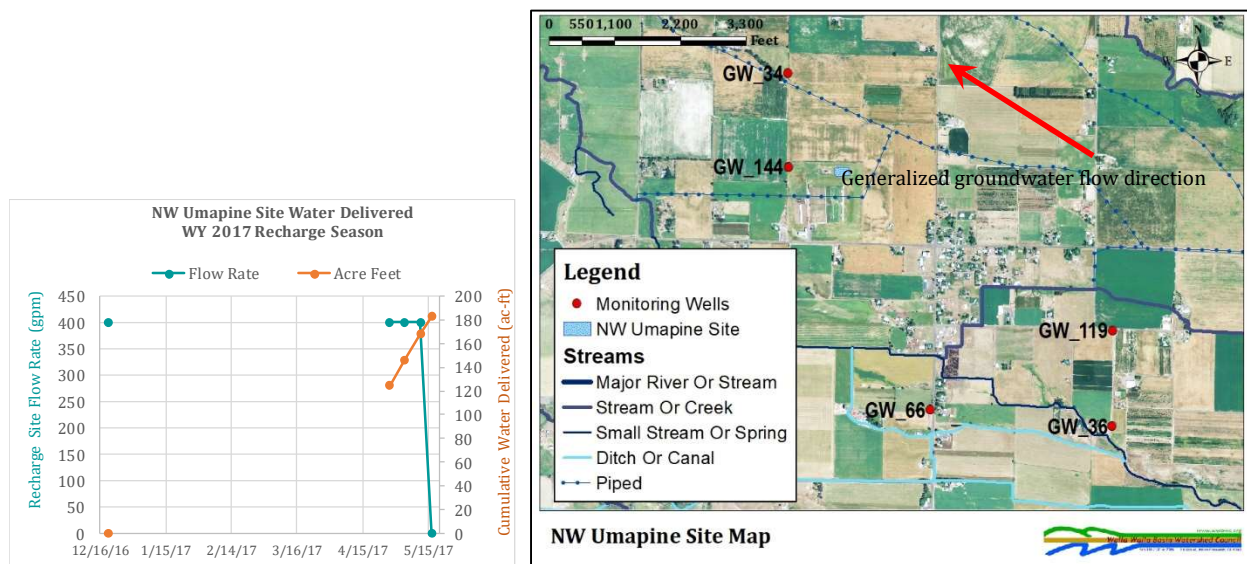 NW Umapine Site Water Delivered
WY 2017 Recharge Season
Flow Rate
Acre Feet
Recharge Site Flow Rate (gpm)
450
400
350
300
250
200
150
100
50
0
200
180
160
140
120
100
80
60
40
20
0
Cumulative Water Delivered (ac-ft)
12/16/16 1/15/17 2/14/17 3/16/17 4/15/17 5/15/17
0 550 1,100 2,200 3,300
Feet
N
W E
S
GW_34
GW_144
Generalized groundwater flow direction
GW_119
GW_66
GW_36
Legend
Monitoring Wells
NW Umapine Site
Streams
Major River Or Stream
Stream Or Creek
Small Stream Or Spring
Ditch Or Canal
Piped
NW Umapine Site Map
Walla Walla Basin Watershed Council